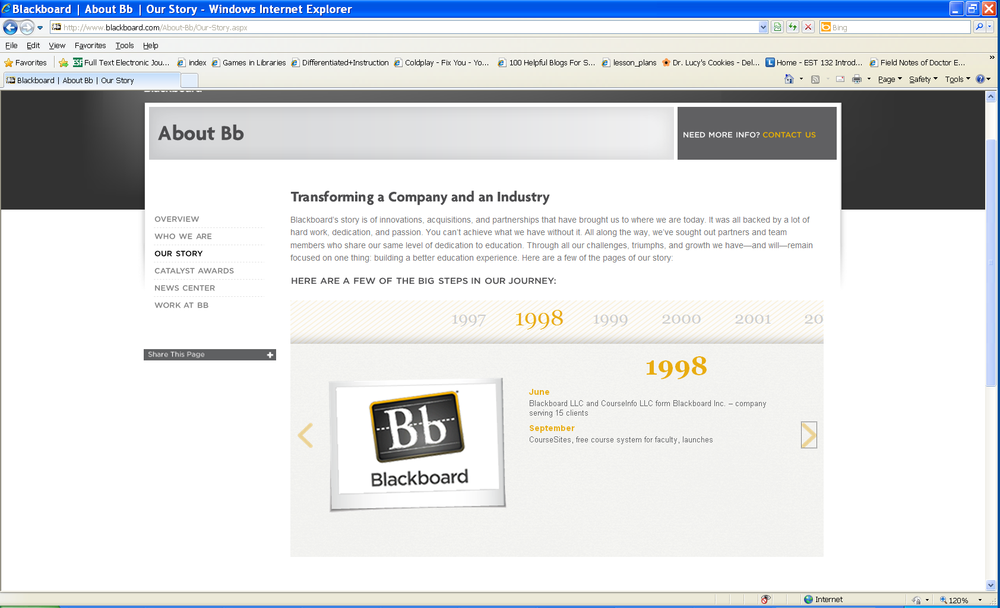 Blackboard | About Bb | Our Story - Windows Internet Explorer
http://www.blackboard.com/About-Bb/Our-Story.aspx
Bing
File Edit View Favorites Tools Help
Favorites
Full Text Electronic Jou... index Games in Libraries Differentiated+Instruction Coldplay - Fix You - Yo... 100 Helpful Blogs For S... lesson_plans Dr. Lucy's Cookies - Del... Home - EST 132 Introd... Field Notes of Doctor E...
Blackboard | About Bb | Our Story
Page Safety Tools
About Bb
NEED MORE INFO? CONTACT US
OVERVIEW
WHO WE ARE
OUR STORY
CATALYST AWARDS
NEWS CENTER
WORK AT BB
Share This Page
Transforming a Company and an Industry
Blackboard's story is of innovations, acquisitions, and partnerships that have brought us to where we are today. It was all backed by a lot of
hard work, dedication, and passion. You can't achieve what we have without it. All along the way, we've sought out partners and team
members who share our same level of dedication to education. Through all our challenges, triumphs, and growth we have—and will—remain
focused on one thing: building a better education experience. Here are a few of the pages of our story:
HERE ARE A FEW OF THE BIG STEPS IN OUR JOURNEY:
1997 1998 1999 2000 2001 20
Bb
Blackboard
1998
June
Blackboard LLC and CourseInfo LLC form Blackboard Inc. – company
serving 15 clients
September
CourseSites, free course system for faculty, launches
Internet
120%